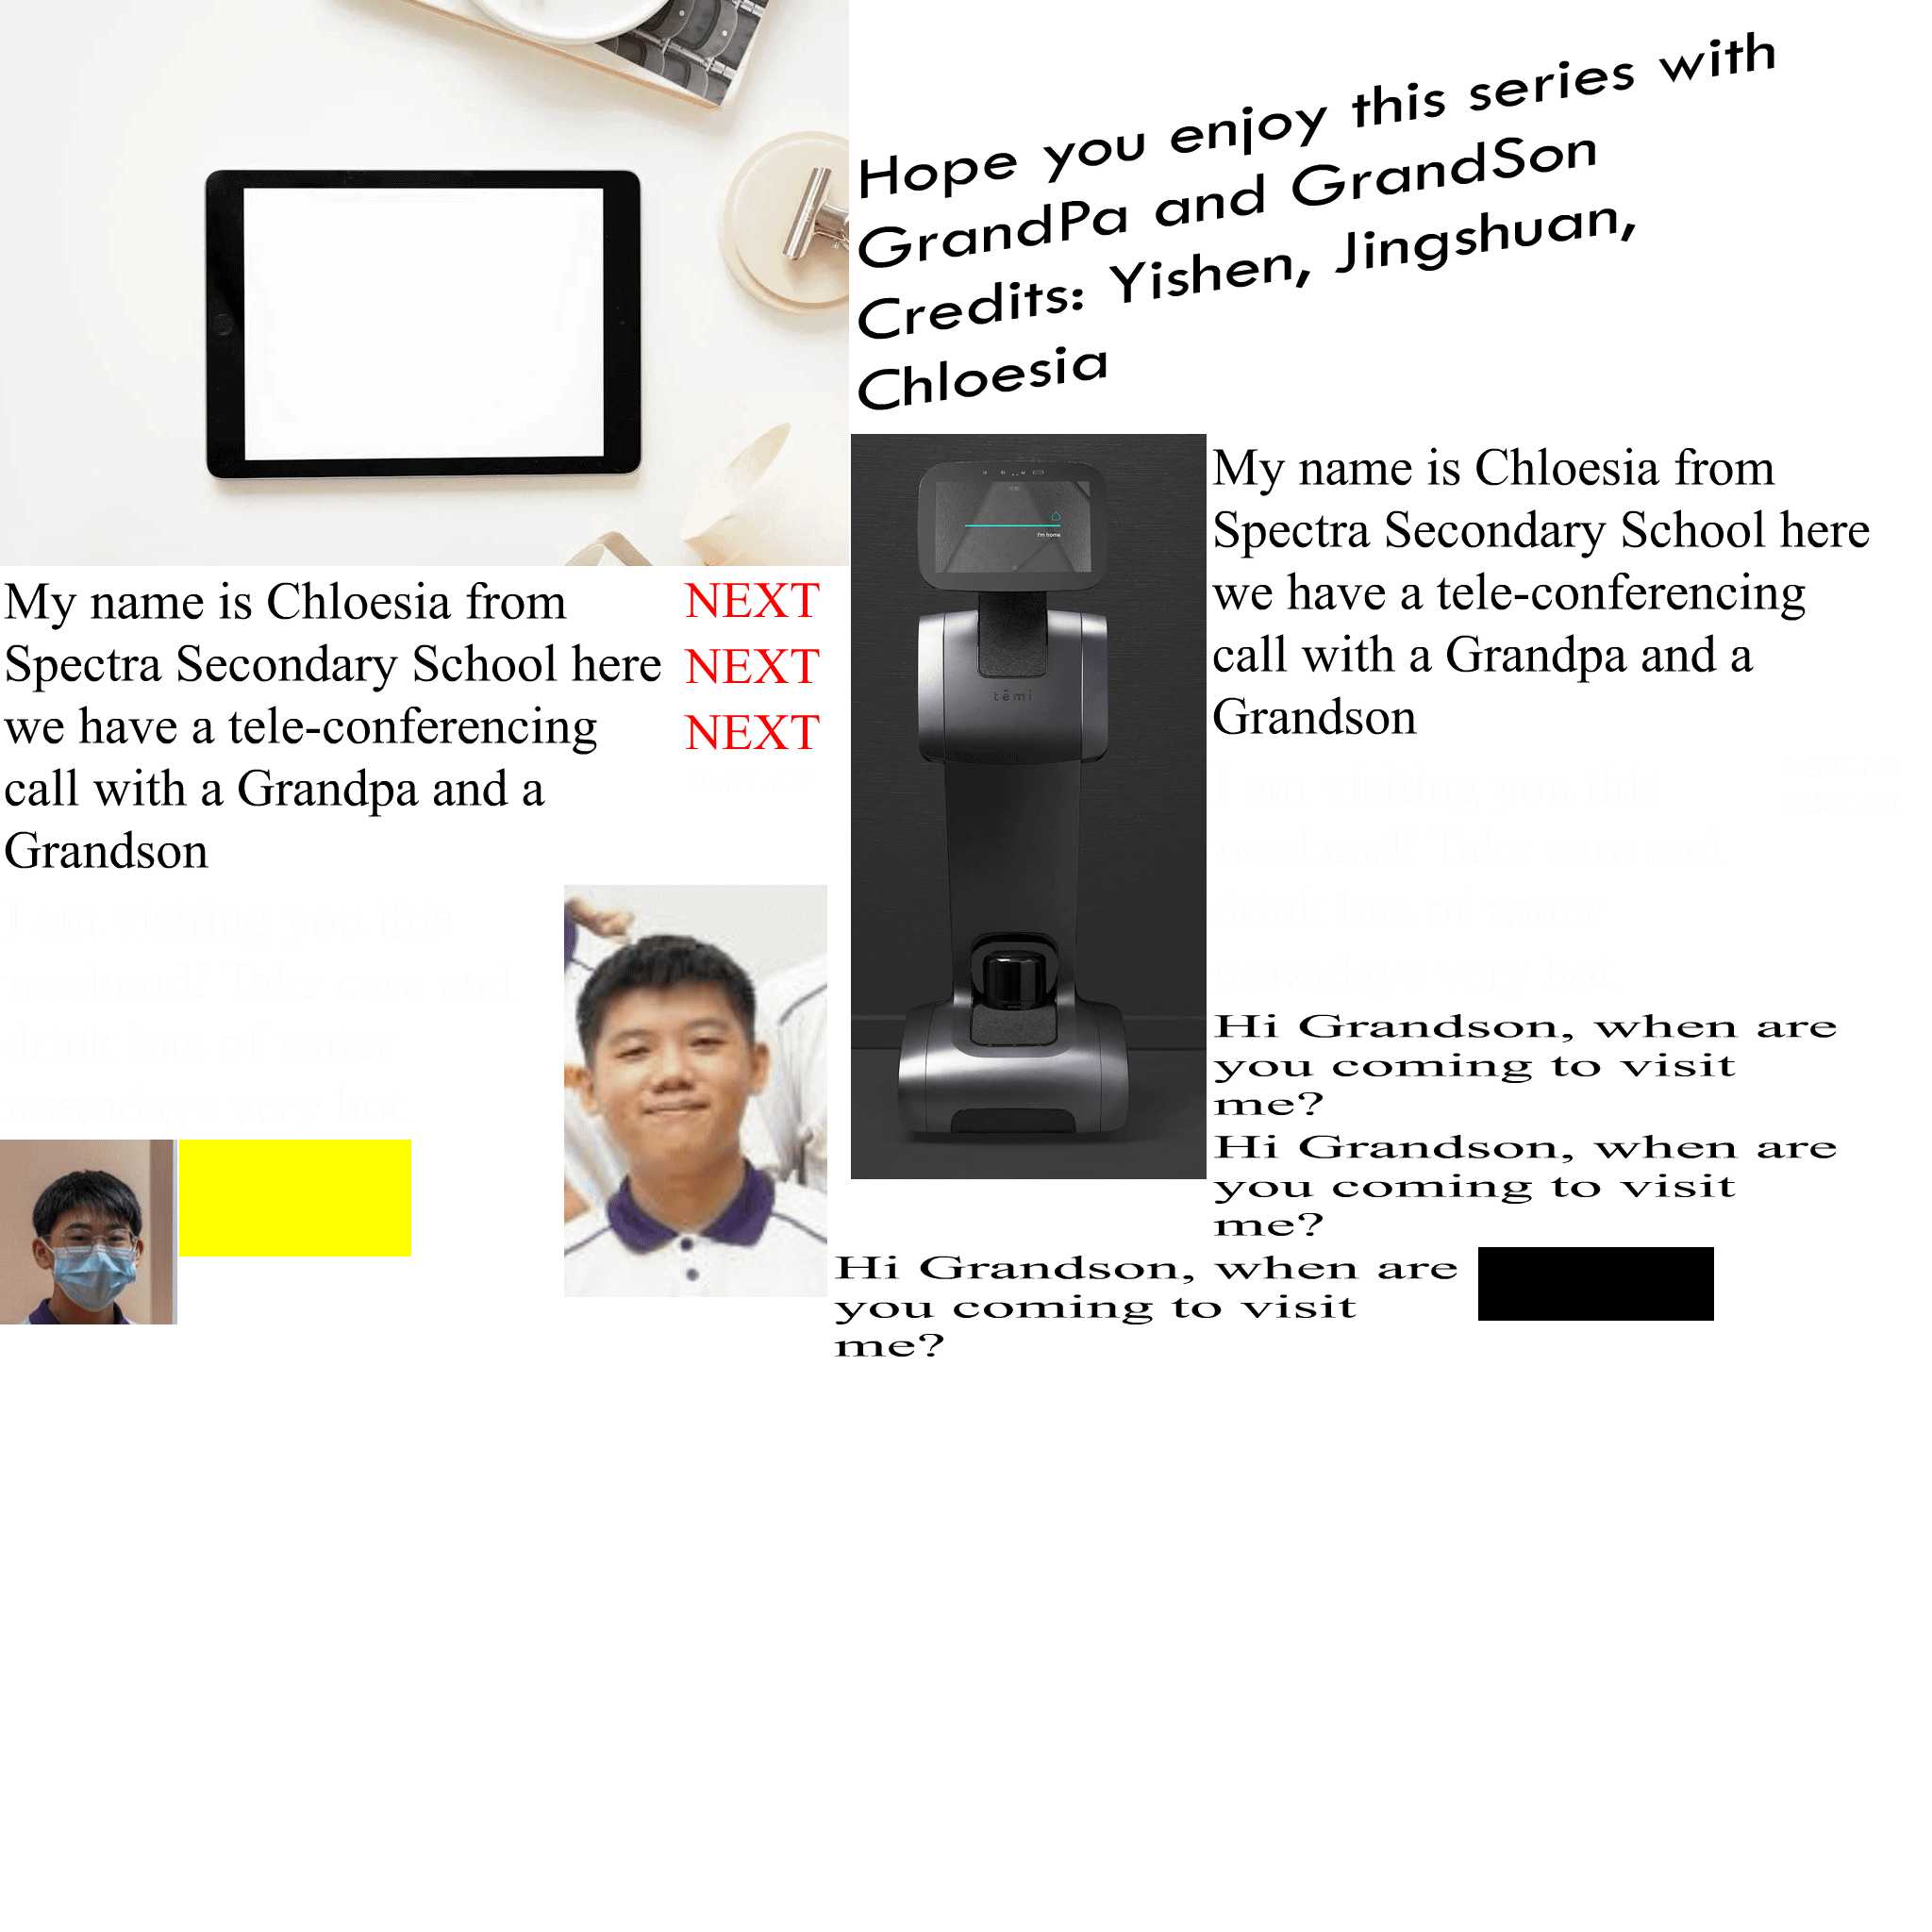 Hope you enjoy this series with
GrandPa and GrandSon
Credits: Yishen, Jingshuan,
Chloesia
My name is Chloesia from
Spectra Secondary School here
we have a tele-conferencing
call with a Grandpa and a
Grandson
NEXT
NEXT
NEXT
I am visiting you this
weekend! Take care and
drink lots of water
nowadays very hot.
I'm home
temi
My name is Chloesia from
Spectra Secondary School here
we have a tele-conferencing
call with a Grandpa and a
Grandson
I am visiting you this
weekend! Take care and
drink lots of water
nowadays very hot.
Hi Grandson, when are
you coming to visit
me?
Hi Grandson, when are
you coming to visit
me?
Hi Grandson, when are
you coming to visit
me?